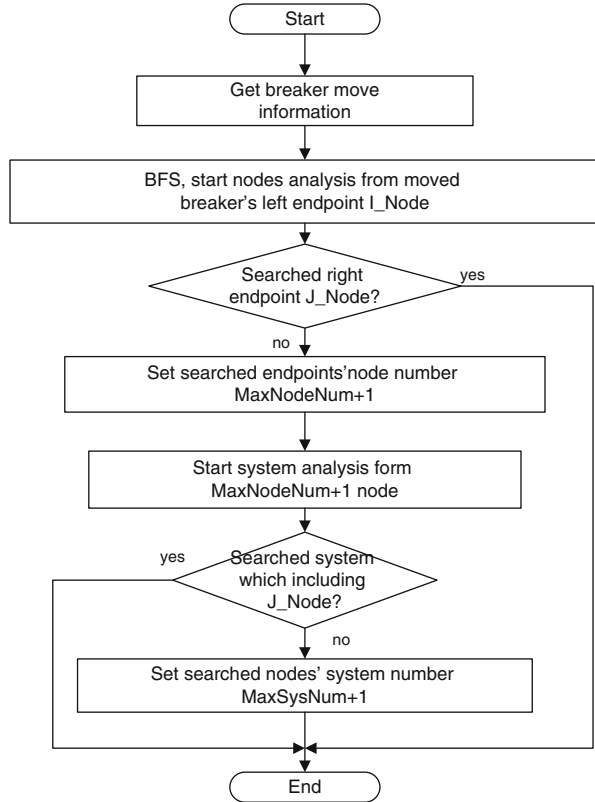 Start
Get breaker move
information
BFS, start nodes analysis from moved
breaker's left endpoint I_Node
Searched right
endpoint J_Node?
yes
no
Set searched endpoints'node number
MaxNodeNum+1
Start system analysis form
MaxNodeNum+1 node
yes
Searched system
which including
J_Node?
no
Set searched nodes' system number
MaxSysNum+1
End